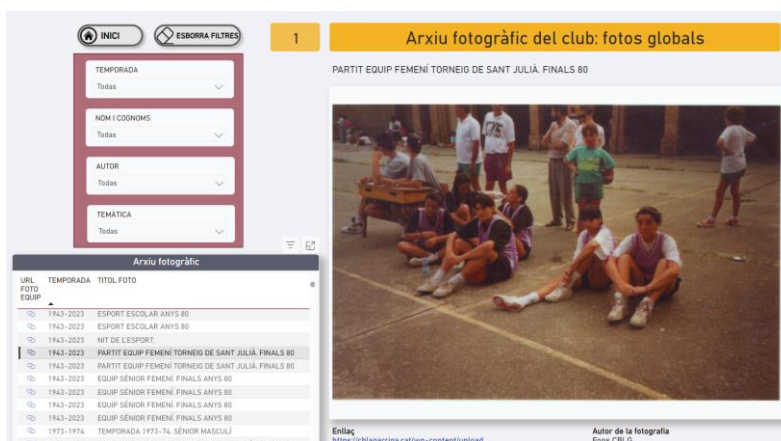 INICI
ESBORRA FILTRES
1
Arxiu fotogràfic del club: fotos globals
PARTIT EQUIP FEMENÍ TORNEIG DE SANT JULIÀ. FINALS 80
TEMPORADA
Todas
NOM I COGNOMS
Todas
AUTOR
Todas
TEMÀTICA
Todas
Arxiu fotogràfic
URL FOTO EQUIP TEMPORADA TITOL FOTO
1943-2023 ESPORT ESCOLAR ANYS 80
1943-2023 ESPORT ESCOLAR ANYS 80
1943-2023 NIT DE L'ESPORT.
1943-2023 PARTIT EQUIP FEMENÍ TORNEIG DE SANT JULIÀ. FINALS 80
1943-2023 PARTIT EQUIP FEMENÍ TORNEIG DE SANT JULIÀ. FINALS 80
1943-2023 EQUIP SÈNIOR FEMENÍ. FINALS ANYS 80
1943-2023 EQUIP SÈNIOR FEMENÍ. FINALS ANYS 80
1943-2023 EQUIP SÈNIOR FEMENÍ. FINALS ANYS 80
1943-2023 EQUIP SÈNIOR FEMENÍ. FINALS ANYS 80
1973-1974 TEMPORADA 1973-74. SÈNIOR MASCULÍ
Enllaç
Autor de la fotografia